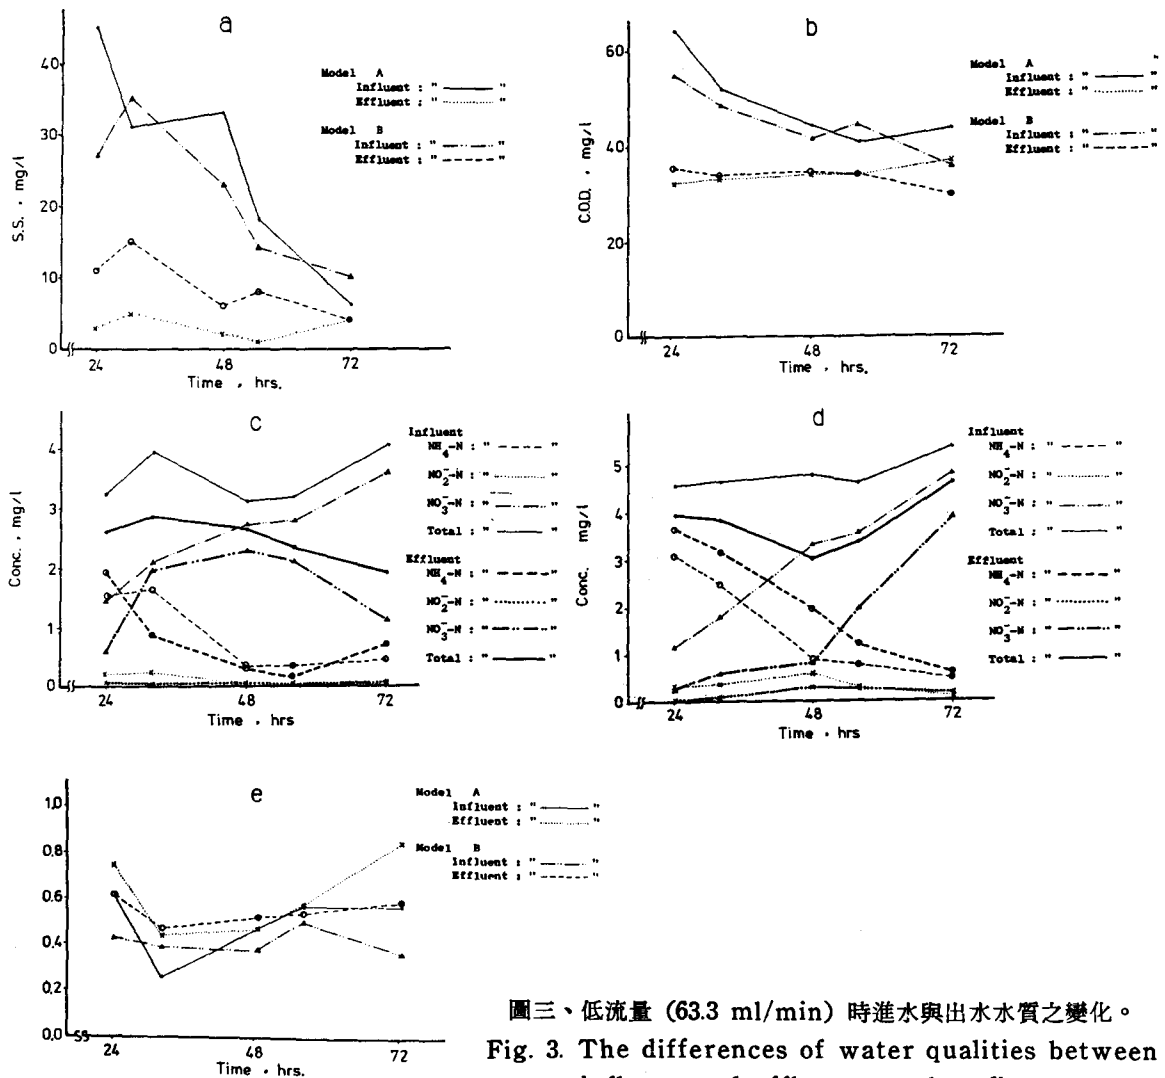 a
S.S. , mg/l
40
30
20
10
0
24
48
72
Time , hrs.
Model A
Influent : " "
Effluent : " "
Model B
Influent : " "
Effluent : " "
b
C.O.D. , mg/l
60
40
20
0
24
48
72
Time , hrs.
Model A
Influent : " "
Effluent : " "
Model B
Influent : " "
Effluent : " "
c
Conc. , mg/l
4
3
2
1
0
24
48
72
Time , hrs
Influent
NH4-N : " "
NO2-N : " "
NO3-N : " "
Total : " "
Effluent
NH4-N : " "
NO2-N : " "
NO3-N : " "
Total : " "
d
Conc. mg/l
5
4
3
2
1
0
24
48
72
Time , hrs
Influent
NH4-N : " "
NO2-N : " "
NO3-N : " "
Total : " "
Effluent
NH4-N : " "
NO2-N : " "
NO3-N : " "
Total : " "
e
1.0
0.8
0.6
0.4
0.2
0.0
24
48
72
Time , hrs.
Model A
Influent : " "
Effluent : " "
Model B
Influent : " "
Effluent : " "
圖三、低流量 (63.3 ml/min) 時進水與出水水質之變化。
Fig. 3. The differences of water qualities between